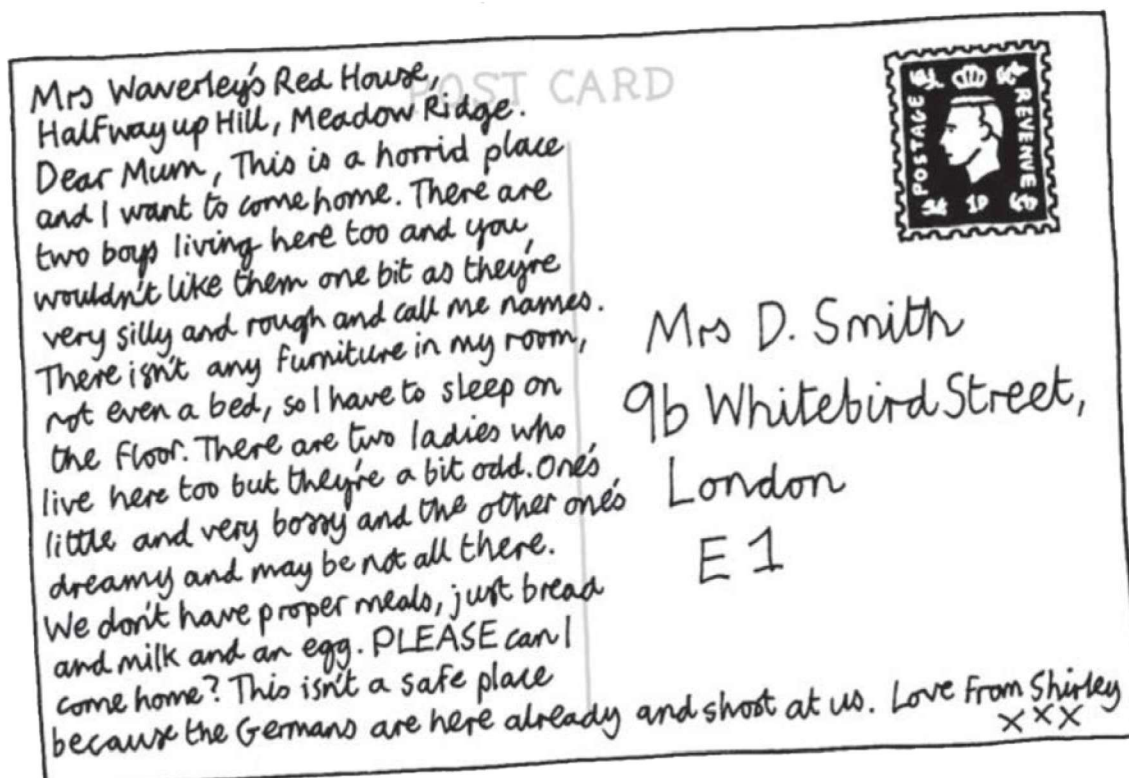 POST CARD
Mrs Waverley's Red House,
Halfway up Hill, Meadow Ridge.
Dear Mum, This is a horrid place
and I want to come home. There are
two boys living here too and you
wouldn't like them one bit as they're
very silly and rough and call me names.
There isn't any furniture in my room,
not even a bed, so I have to sleep on
the floor. There are two ladies who
live here too but they're a bit odd. One's
little and very bossy and the other one's
dreamy and may be not all there.
We don't have proper meals, just bread
and milk and an egg. PLEASE can I
come home? This isn't a safe place
because the Germans are here already and shoot at us. Love from Shirley
xxx
POSTAGE
REVENUE
1D
Mrs D. Smith
9b Whitebird Street,
London
E1